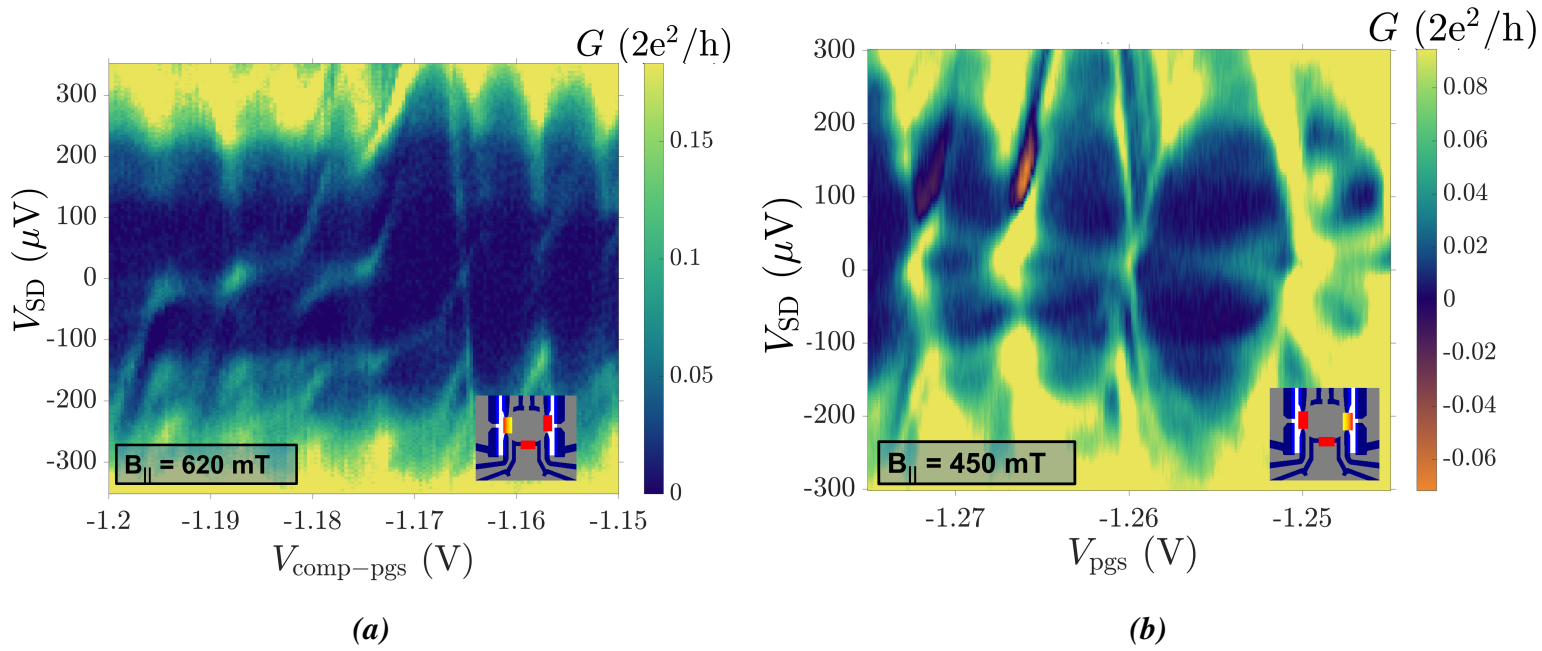 G (2e²/h)
300
200
100
0
-100
-200
-300
V_SD (μV)
0.15
0.1
0.05
0
B_|| = 620 mT
-1.2 -1.19 -1.18 -1.17 -1.16 -1.15
V_comp−pgs (V)
(a)
G (2e²/h)
300
200
100
0
-100
-200
-300
V_SD (μV)
0.08
0.06
0.04
0.02
0
-0.02
-0.04
-0.06
B_|| = 450 mT
-1.27 -1.26 -1.25
V_pgs (V)
(b)